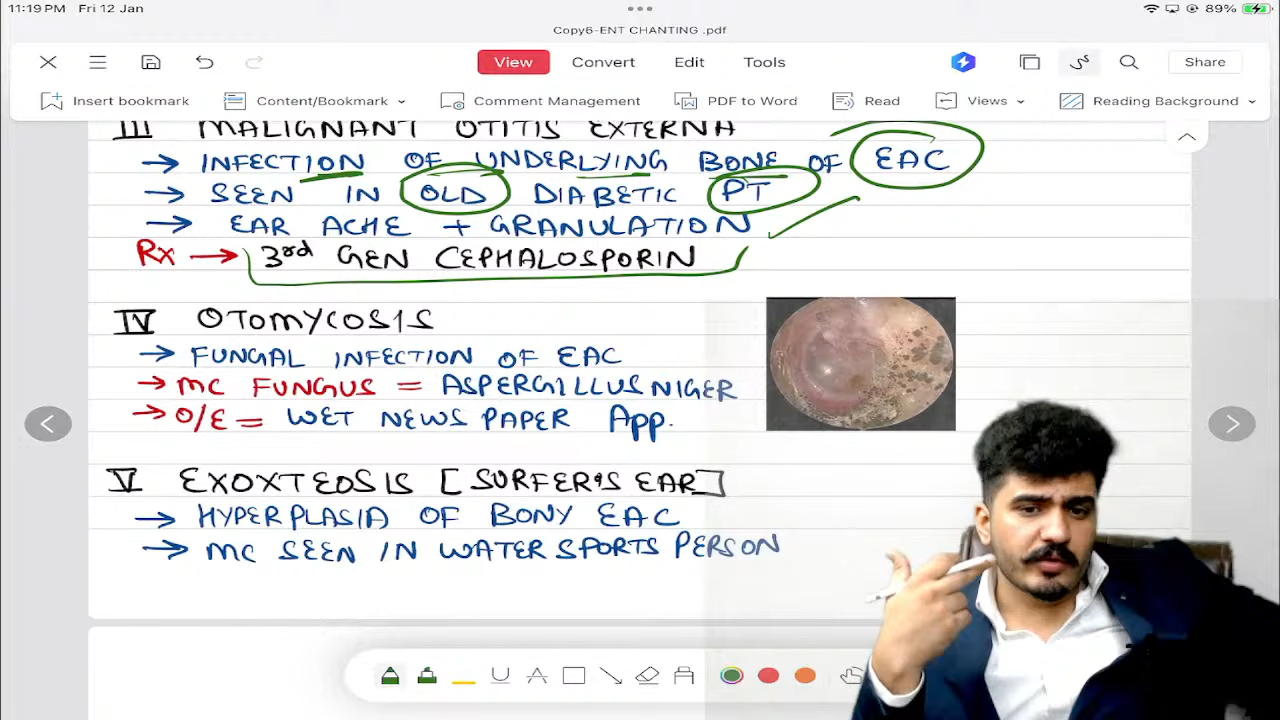 11:19 PM Fri 12 Jan
89%
Copy6-ENT CHANTING .pdf
View Convert Edit Tools Share
Insert bookmark Content/Bookmark Comment Management PDF to Word Read Views Reading Background
III MALIGNANT OTITIS EXTERNA
→ INFECTION OF UNDERLYING BONE OF EAC
→ SEEN IN OLD DIABETIC PT
→ EAR ACHE + GRANULATION
Rx → 3rd GEN CEPHALOSPORIN
IV OTOMYCOSIS
→ FUNGAL INFECTION OF EAC
→ MC FUNGUS = ASPERGILLUS NIGER
→ O/E = WET NEWS PAPER App.
V EXOXTEOSIS [SURFER'S EAR]
→ HYPERPLASIA OF BONY EAC
→ MC SEEN IN WATER SPORTS PERSON